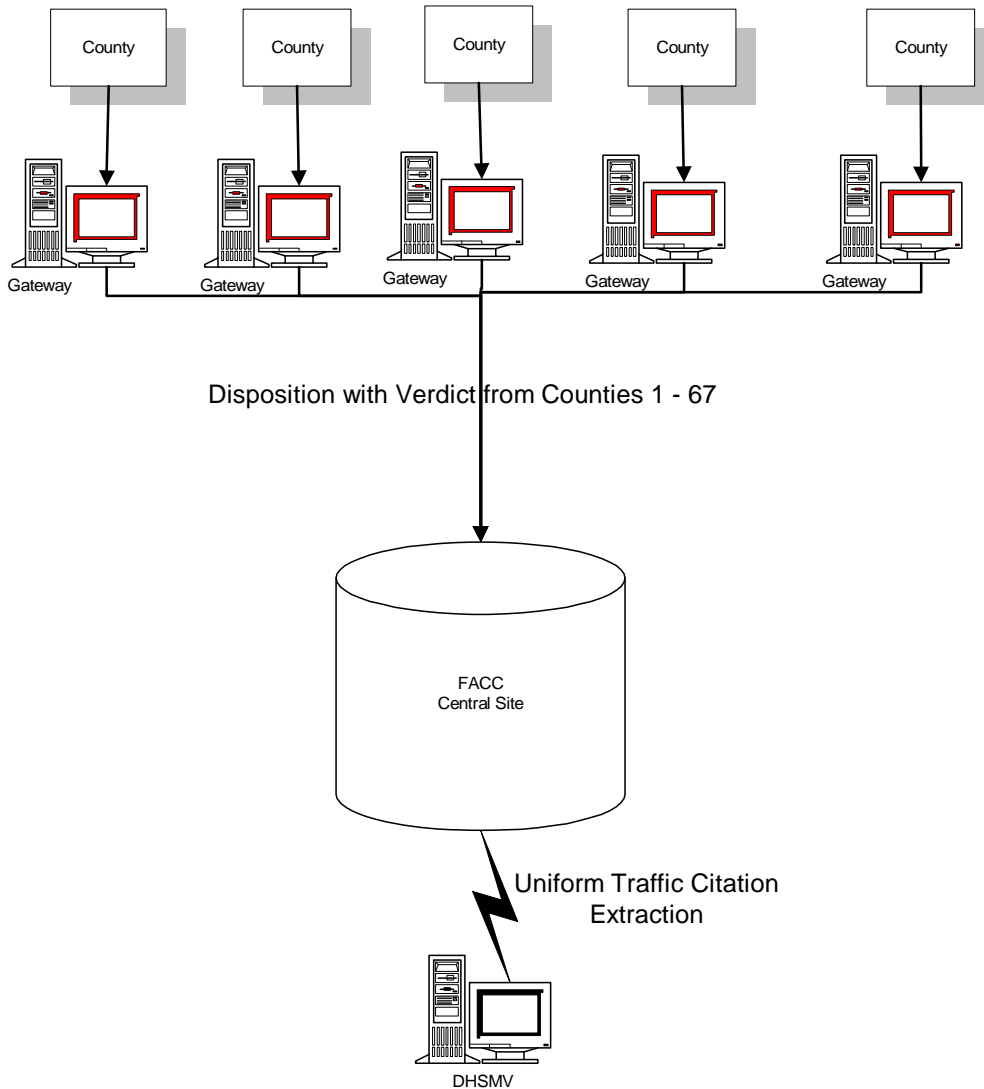 County
County
County
County
County
Gateway
Gateway
Gateway
Gateway
Gateway
Disposition with Verdict from Counties 1 - 67
FACC
Central Site
Uniform Traffic Citation
Extraction
DHSMV